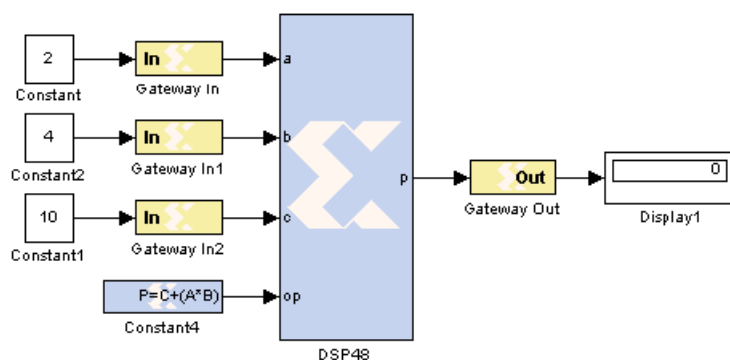 2
In
a
Constant
Gateway In
4
In
b
Constant2
Gateway In1
p
Out
0
Gateway Out
Display1
10
In
c
Constant1
Gateway In2
P=C+(A*B)
op
Constant4
DSP48